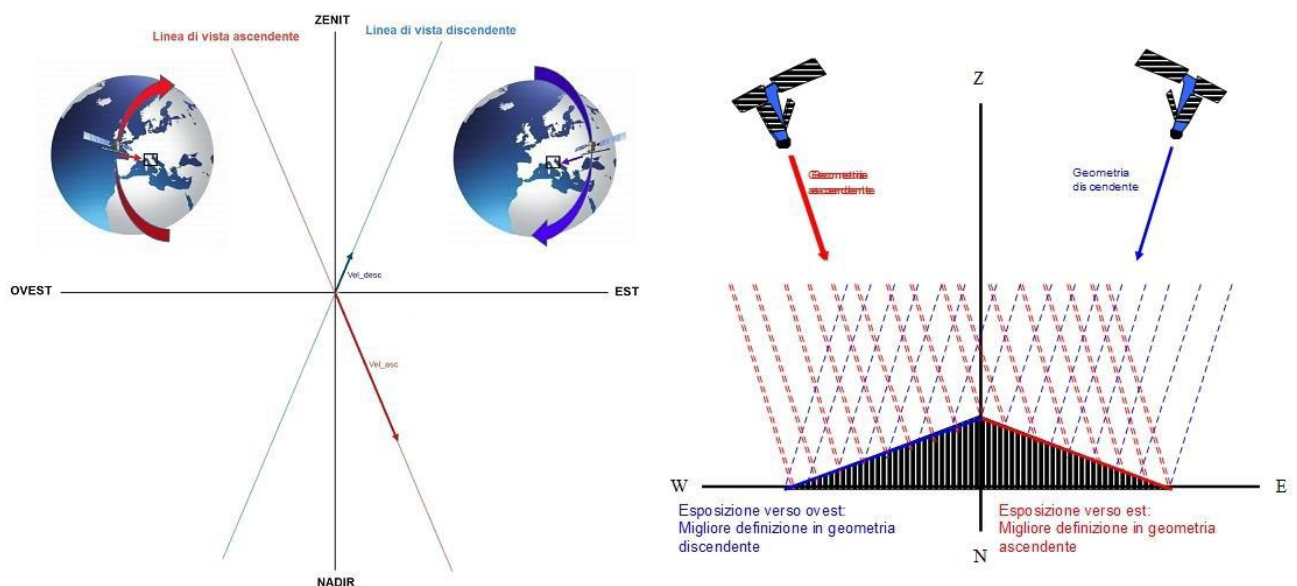 ZENIT
Linea di vista ascendente
Linea di vista discendente
Vel_desc
OVEST
EST
Vel_asc
NADIR
Z
Geometria
ascendente
Geometria
discendente
W
E
Esposizione verso ovest:
Migliore definizione in geometria
discendente
Esposizione verso est:
Migliore definizione in geometria
ascendente
N